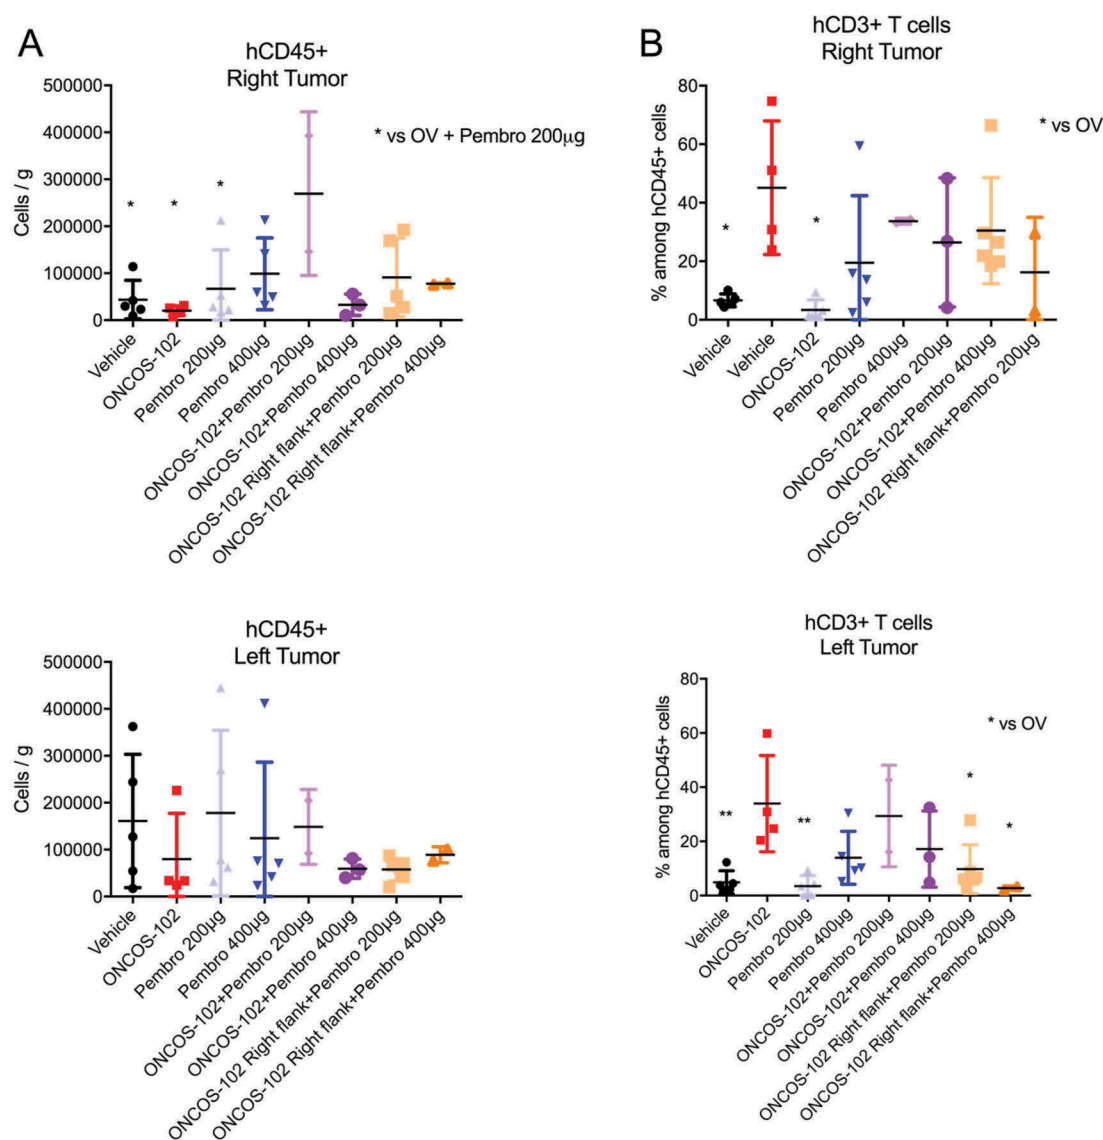 A
hCD45+
Right Tumor
500000
400000
300000
200000
100000
0
Cells / g
* vs OV + Pembro 200µg
*
*
*
Vehicle
ONCOS-102
Pembro 200µg
Pembro 400µg
ONCOS-102+Pembro 200µg
ONCOS-102+Pembro 400µg
ONCOS-102 Right flank+Pembro 200µg
ONCOS-102 Right flank+Pembro 400µg
B
hCD3+ T cells
Right Tumor
80
60
40
20
0
% among hCD45+ cells
* vs OV
*
*
Vehicle
Vehicle
ONCOS-102
Pembro 200µg
Pembro 400µg
ONCOS-102+Pembro 200µg
ONCOS-102+Pembro 400µg
ONCOS-102 Right flank+Pembro 200µg
hCD45+
Left Tumor
500000
400000
300000
200000
100000
0
Cells / g
Vehicle
ONCOS-102
Pembro 200µg
Pembro 400µg
ONCOS-102+Pembro 200µg
ONCOS-102+Pembro 400µg
ONCOS-102 Right flank+Pembro 200µg
ONCOS-102 Right flank+Pembro 400µg
hCD3+ T cells
Left Tumor
80
60
40
20
0
% among hCD45+ cells
* vs OV
**
**
*
*
Vehicle
ONCOS-102
Pembro 200µg
Pembro 400µg
ONCOS-102+Pembro 200µg
ONCOS-102+Pembro 400µg
ONCOS-102 Right flank+Pembro 200µg
ONCOS-102 Right flank+Pembro 400µg